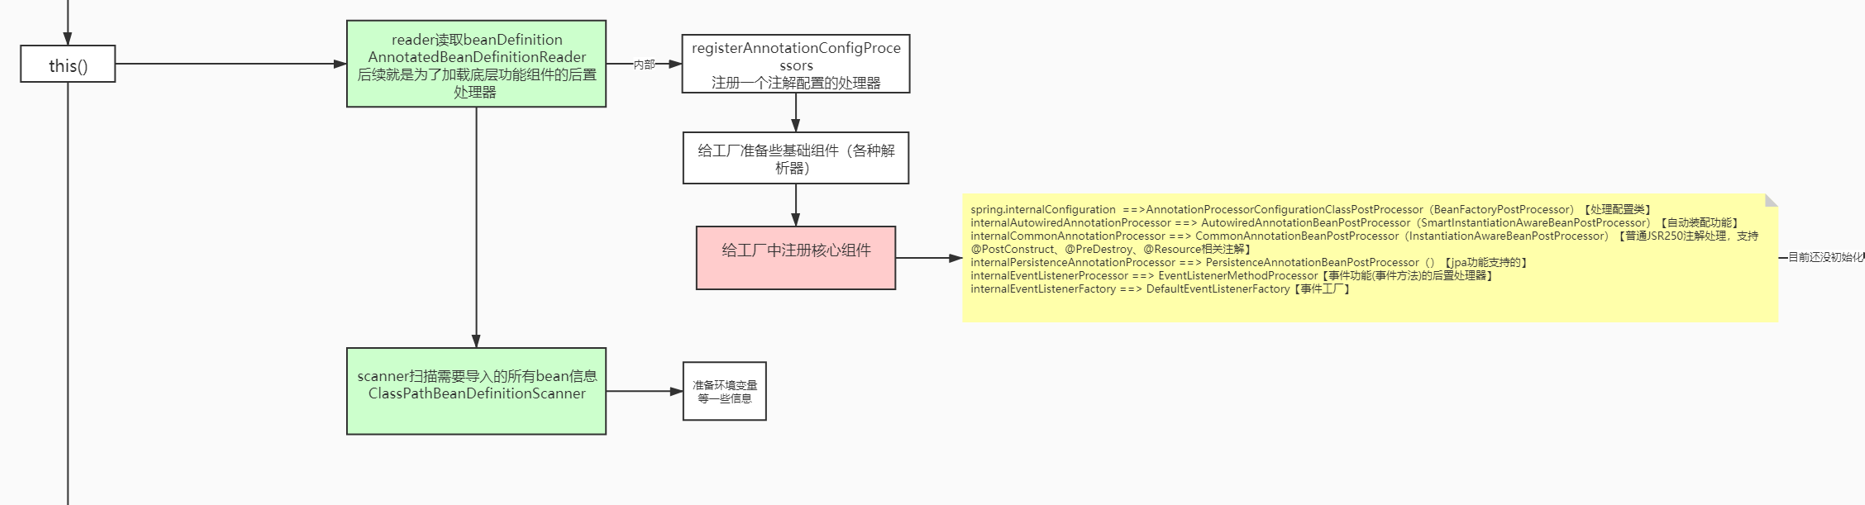 this()
reader读取beanDefinition
AnnotatedBeanDefinitionReader
后续就是为了加载底层功能组件的后置
处理器
内部
registerAnnotationConfigProce
ssors
注册一个注解配置的处理器
给工厂准备些基础组件（各种解
析器）
给工厂中注册核心组件
spring.internalConfiguration ==>AnnotationProcessorConfigurationClassPostProcessor（BeanFactoryPostProcessor）【处理配置类】
internalAutowiredAnnotationProcessor ==> AutowiredAnnotationBeanPostProcessor（SmartInstantiationAwareBeanPostProcessor）【自动装配功能】
internalCommonAnnotationProcessor ==> CommonAnnotationBeanPostProcessor（InstantiationAwareBeanPostProcessor）【普通JSR250注解处理，支持
@PostConstruct、@PreDestroy、@Resource相关注解】
internalPersistenceAnnotationProcessor ==> PersistenceAnnotationBeanPostProcessor（）【jpa功能支持的】
internalEventListenerProcessor ==> EventListenerMethodProcessor【事件功能(事件方法)的后置处理器】
internalEventListenerFactory ==> DefaultEventListenerFactory【事件工厂】
目前还没初始化
scanner扫描需要导入的所有bean信息
ClassPathBeanDefinitionScanner
准备环境变量
等一些信息